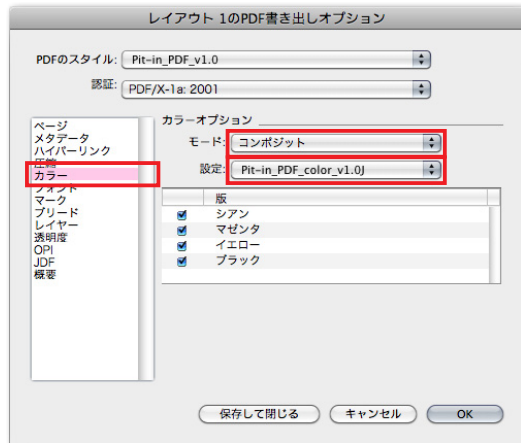 レイアウト 1のPDF書き出しオプション
PDFのスタイル: Pit-in_PDF_v1.0
認証: PDF/X-1a: 2001
ページ
メタデータ
ハイパーリンク
圧縮
カラー
フォント
マーク
ブリード
レイヤー
透明度
OPI
JDF
概要
カラーオプション
モード: コンポジット
設定: Pit-in_PDF_color_v1.0J
版
シアン
マゼンタ
イエロー
ブラック
保存して閉じる キャンセル OK